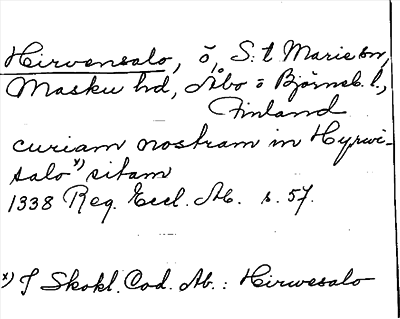 Hirvensalo, ö, S:t Marie sn,
Masku hd, Åbo o Björneb. l.,
Finland
curiam nostram in Hyrwi-
salo x) sitam
1338 Reg. Eccl. Ab. s. 57.
x) I Skokl. Cod. Ab.: Hirwesalo